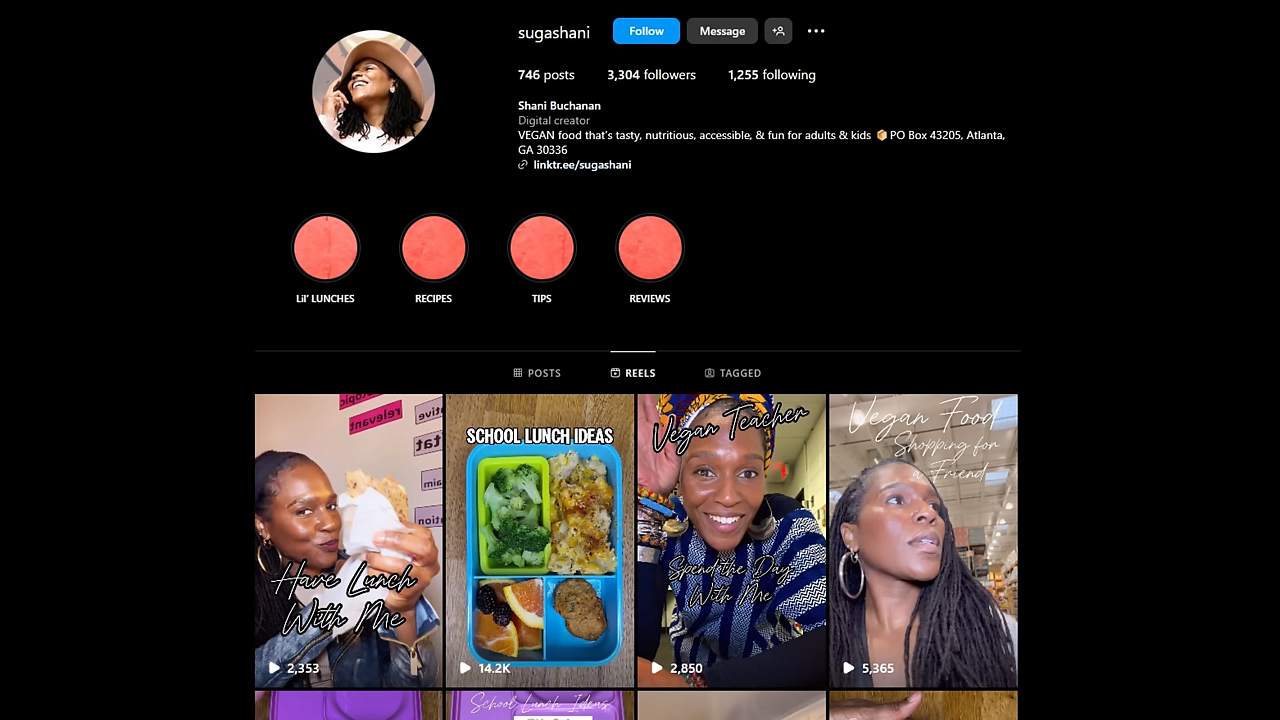 sugashani
Follow
Message
746 posts
3,304 followers
1,255 following
Shani Buchanan
Digital creator
VEGAN food that's tasty, nutritious, accessible, & fun for adults & kids 📦PO Box 43205, Atlanta,
GA 30336
linktr.ee/sugashani
Lil' LUNCHES
RECIPES
TIPS
REVIEWS
POSTS
REELS
TAGGED
relevant
Have Lunch
With Me
2,353
SCHOOL LUNCH IDEAS
14.2K
Vegan Teacher
Spend the Day
With Me
2,850
Vegan Food
Shopping for
a Friend
5,365
School Lunch Ideas